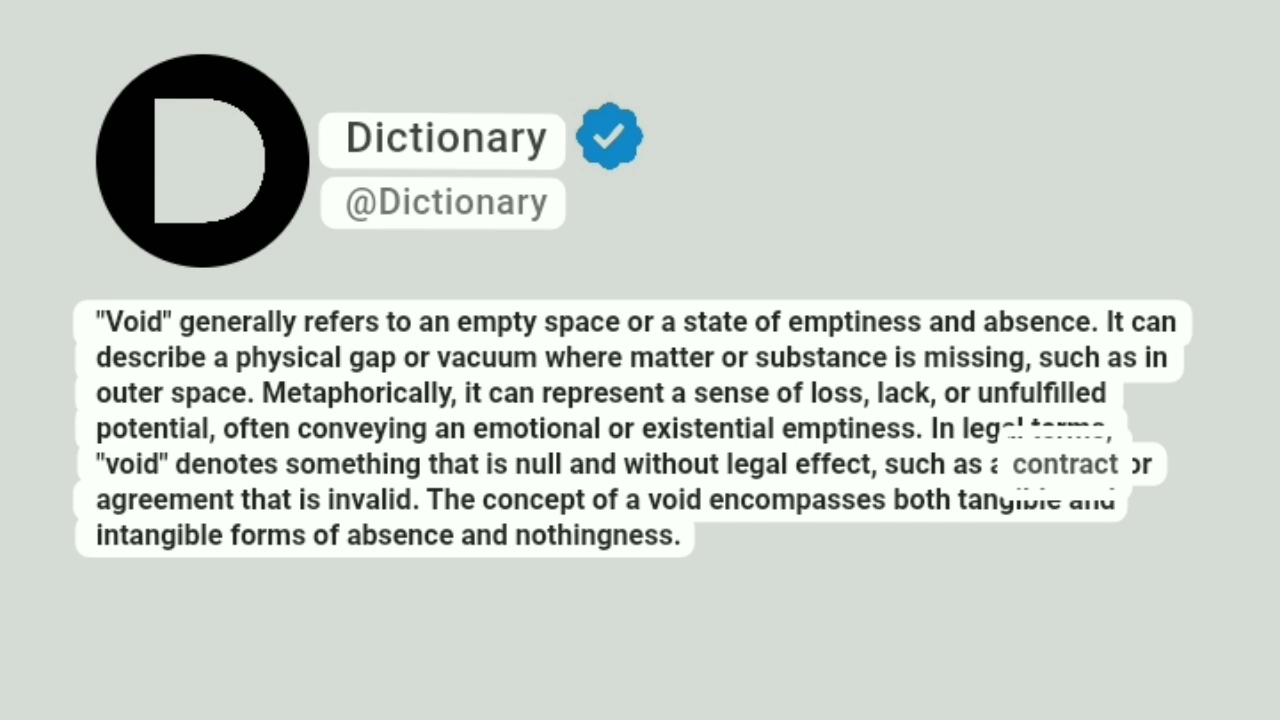 D
Dictionary
@Dictionary
"Void" generally refers to an empty space or a state of emptiness and absence. It can
describe a physical gap or vacuum where matter or substance is missing, such as in
outer space. Metaphorically, it can represent a sense of loss, lack, or unfulfilled
potential, often conveying an emotional or existential emptiness. In legal terms,
"void" denotes something that is null and without legal effect, such as a contract or
agreement that is invalid. The concept of a void encompasses both tangible and
intangible forms of absence and nothingness.